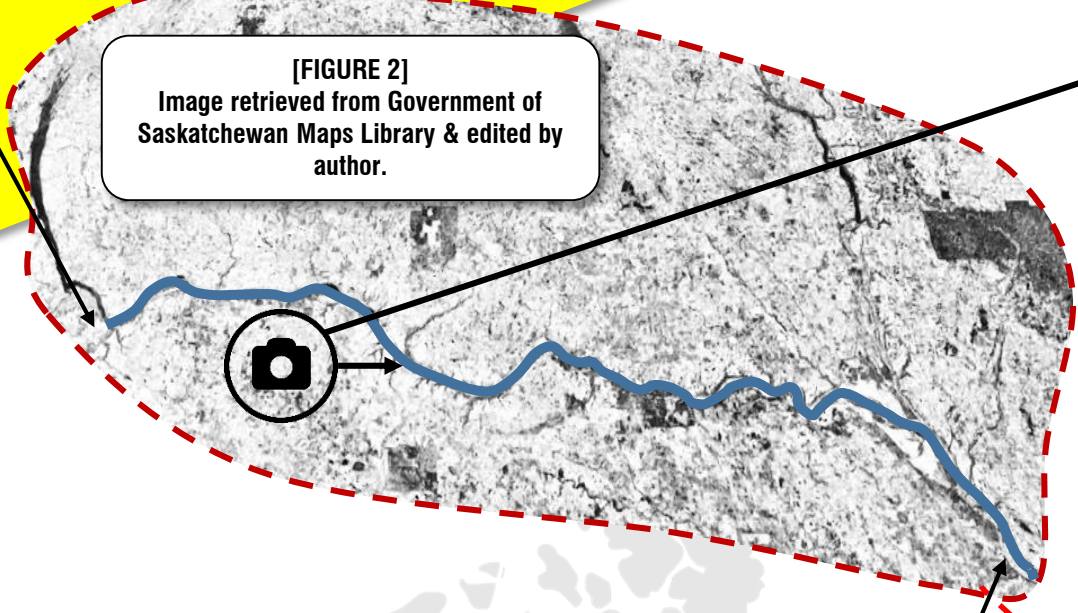 [FIGURE 2]
Image retrieved from Government of
Saskatchewan Maps Library & edited by
author.